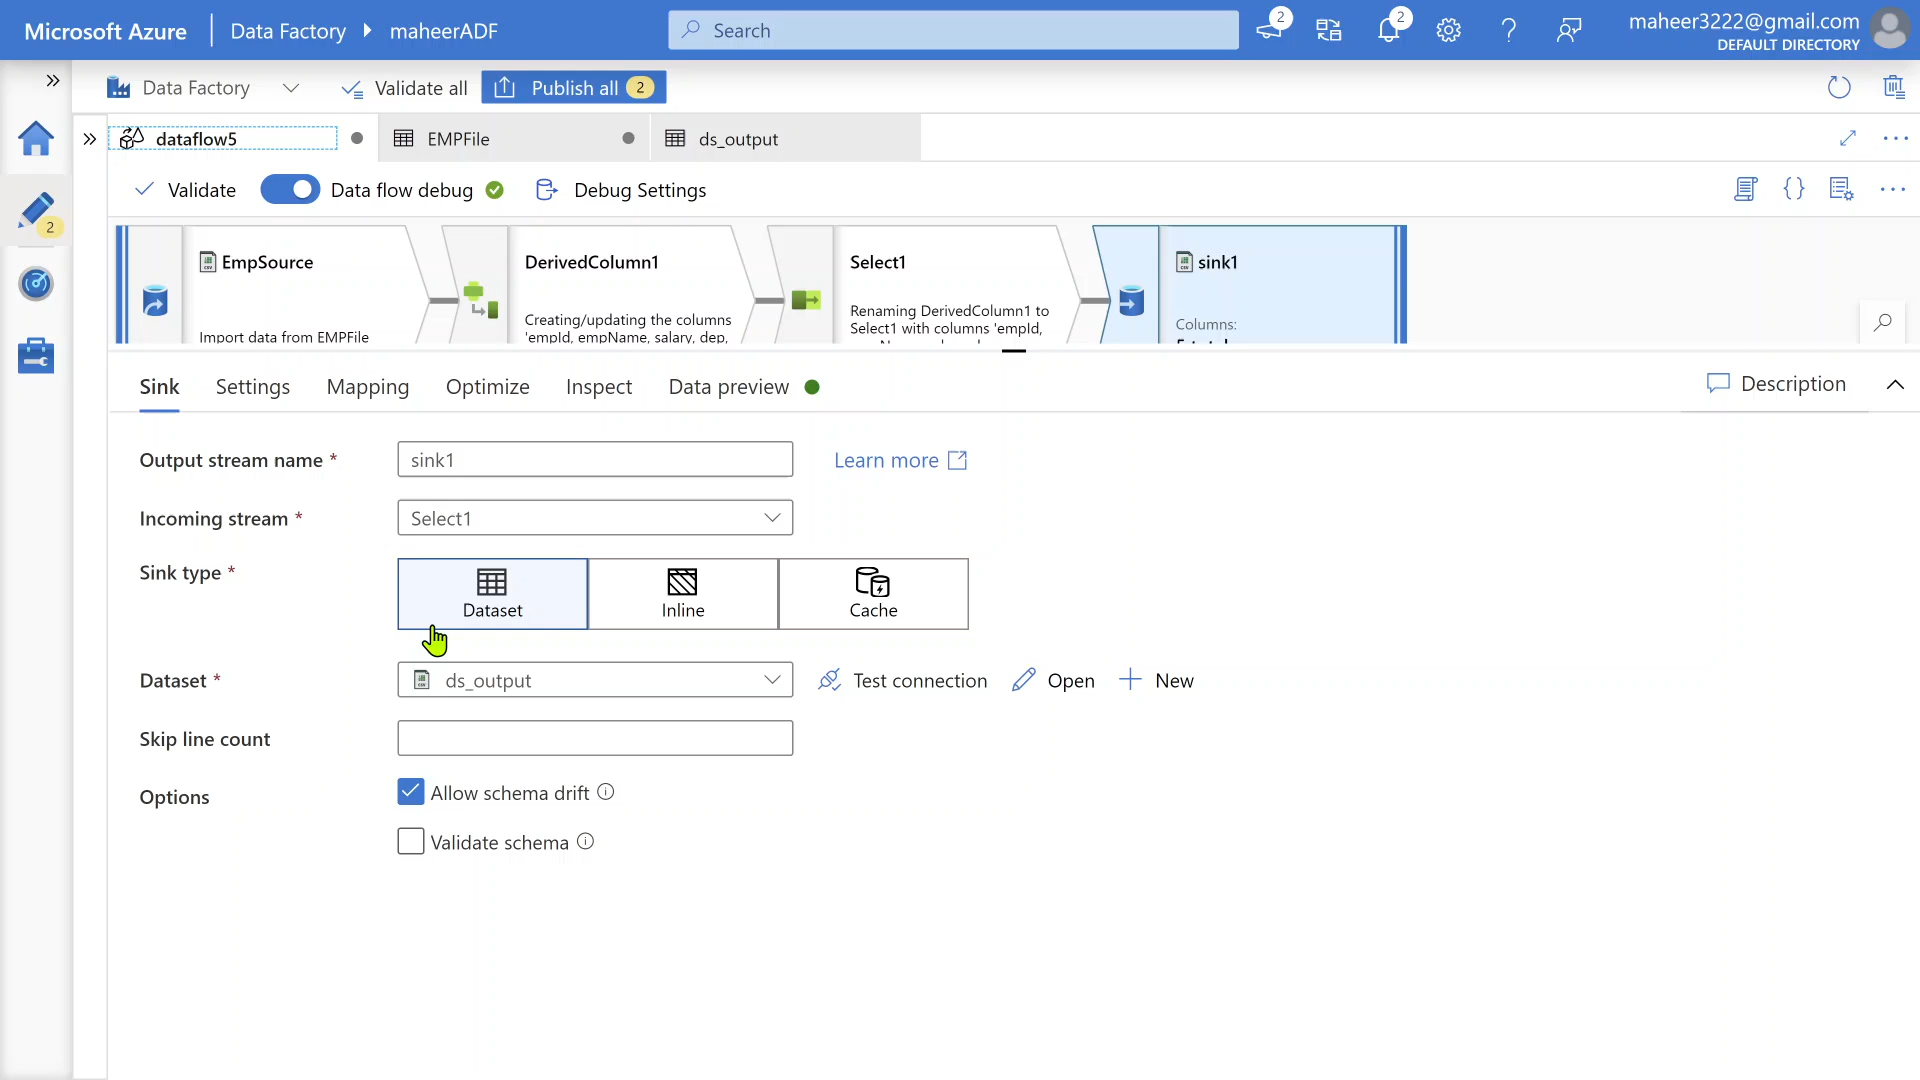 Microsoft Azure
Data Factory
maheerADF
Search
2
2
maheer3222@gmail.com
DEFAULT DIRECTORY
Data Factory
Validate all
Publish all 2
dataflow5
EMPFile
ds_output
Validate
Data flow debug
Debug Settings
2
EmpSource
Import data from EMPFile
DerivedColumn1
Creating/updating the columns
'empId, empName, salary, dep,
Select1
Renaming DerivedColumn1 to
Select1 with columns 'empId,
sink1
Columns:
Sink
Settings
Mapping
Optimize
Inspect
Data preview
Description
Output stream name *
sink1
Learn more
Incoming stream *
Select1
Sink type *
Dataset
Inline
Cache
Dataset *
ds_output
Test connection
Open
New
Skip line count
Options
Allow schema drift
Validate schema